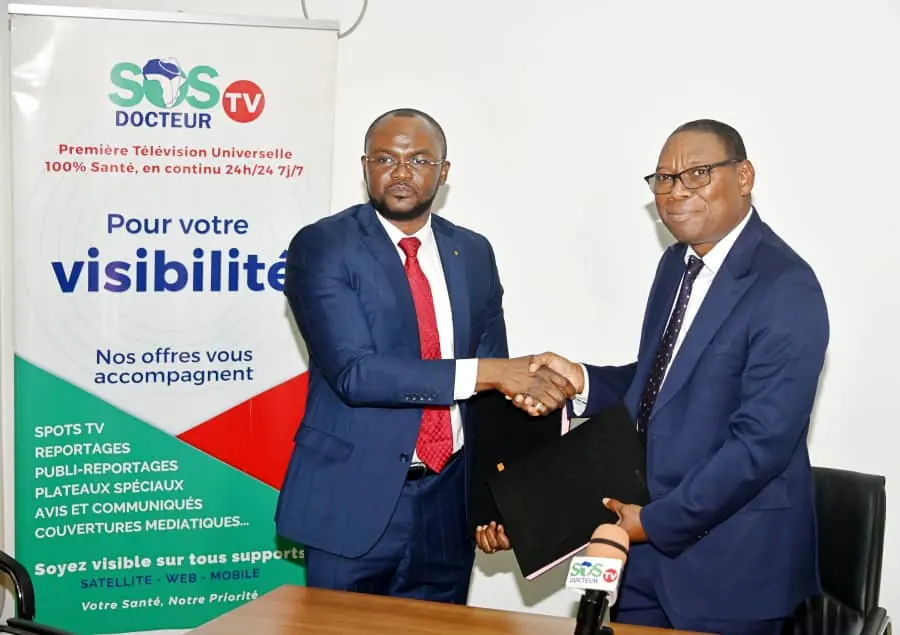 SOS TV
DOCTEUR
Première Télévision Universelle
100% Santé, en continu 24h/24 7j/7
Pour votre
visibilité
Nos offres vous
accompagnent
SPOTS TV
REPORTAGES
PUBLI-REPORTAGES
PLATEAUX SPÉCIAUX
AVIS ET COMMUNIQUÉS
COUVERTURES MEDIATIQUES...
Soyez visible sur tous supports
SATELLITE - WEB - MOBILE
Votre Santé, Notre Priorité
SOS TV
DOCTEUR